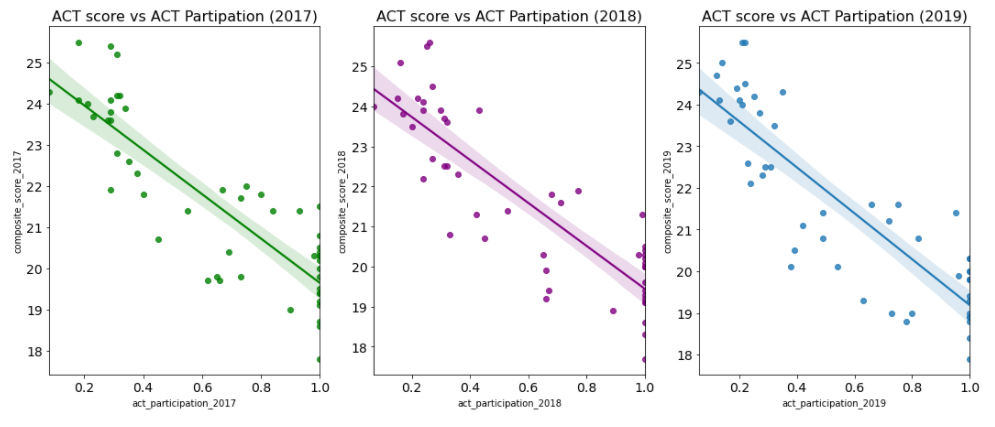 ACT score vs ACT Partipation (2017)
composite_score_2017
25
24
23
22
21
20
19
18
0.2 0.4 0.6 0.8 1.0
act_participation_2017
ACT score vs ACT Partipation (2018)
composite_score_2018
25
24
23
22
21
20
19
18
0.2 0.4 0.6 0.8 1.0
act_participation_2018
ACT score vs ACT Partipation (2019)
composite_score_2019
25
24
23
22
21
20
19
18
0.2 0.4 0.6 0.8 1.0
act_participation_2019